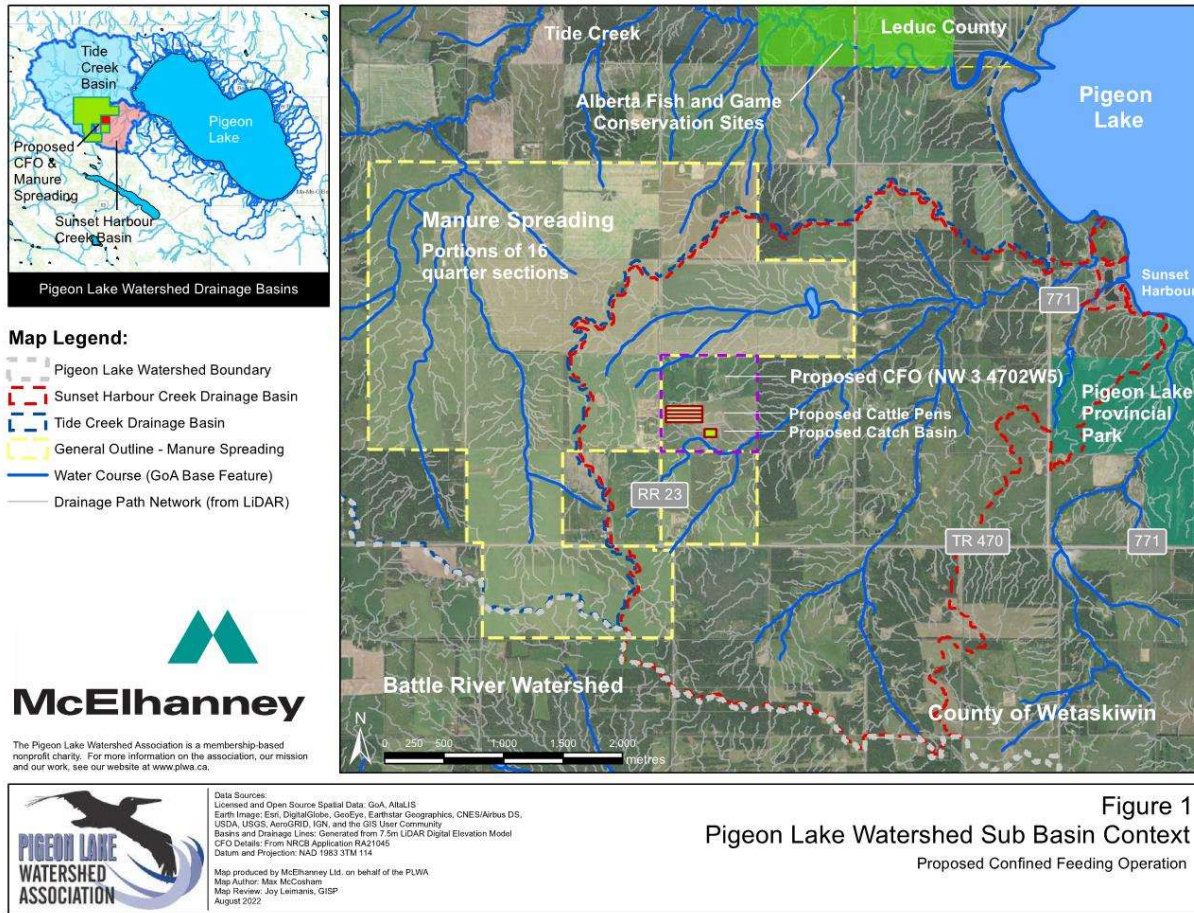 Tide
Creek
Basin
Pigeon
Lake
Proposed
CFO &
Manure
Spreading
Sunset Harbour
Creek Basin
Pigeon Lake Watershed Drainage Basins
Map Legend:
Pigeon Lake Watershed Boundary
Sunset Harbour Creek Drainage Basin
Tide Creek Drainage Basin
General Outline - Manure Spreading
Water Course (GoA Base Feature)
Drainage Path Network (from LiDAR)
McElhanney
The Pigeon Lake Watershed Association is a membership-based
nonprofit charity. For more information on the association, our mission
and our work, see our website at www.plwa.ca.
Tide Creek
Leduc County
Alberta Fish and Game
Conservation Sites
Pigeon
Lake
Manure Spreading
Portions of 16
quarter sections
Sunset
Harbour
771
Proposed CFO (NW 3 4702W5)
Pigeon Lake
Provincial
Park
Proposed Cattle Pens
Proposed Catch Basin
RR 23
TR 470
771
Battle River Watershed
County of Wetaskiwin
N
0 250 500 1,000 1,500 2,000
metres
PIGEON LAKE
WATERSHED
ASSOCIATION
Data Sources:
Licensed and Open Source Spatial Data: GoA, AltaLIS
Earth Image: Esri, DigitalGlobe, GeoEye, Earthstar Geographics, CNES/Airbus DS,
USDA, USGS, AeroGRID, IGN, and the GIS User Community
Basins and Drainage Lines: Generated from 7.5m LiDAR Digital Elevation Model
CFO Details: From NRCB Application RA21045
Datum and Projection: NAD 1983 3TM 114
Map produced by McElhanney Ltd. on behalf of the PLWA
Map Author: Max McCosham
Map Review: Joy Leimanis, GISP
August 2022
Figure 1
Pigeon Lake Watershed Sub Basin Context
Proposed Confined Feeding Operation